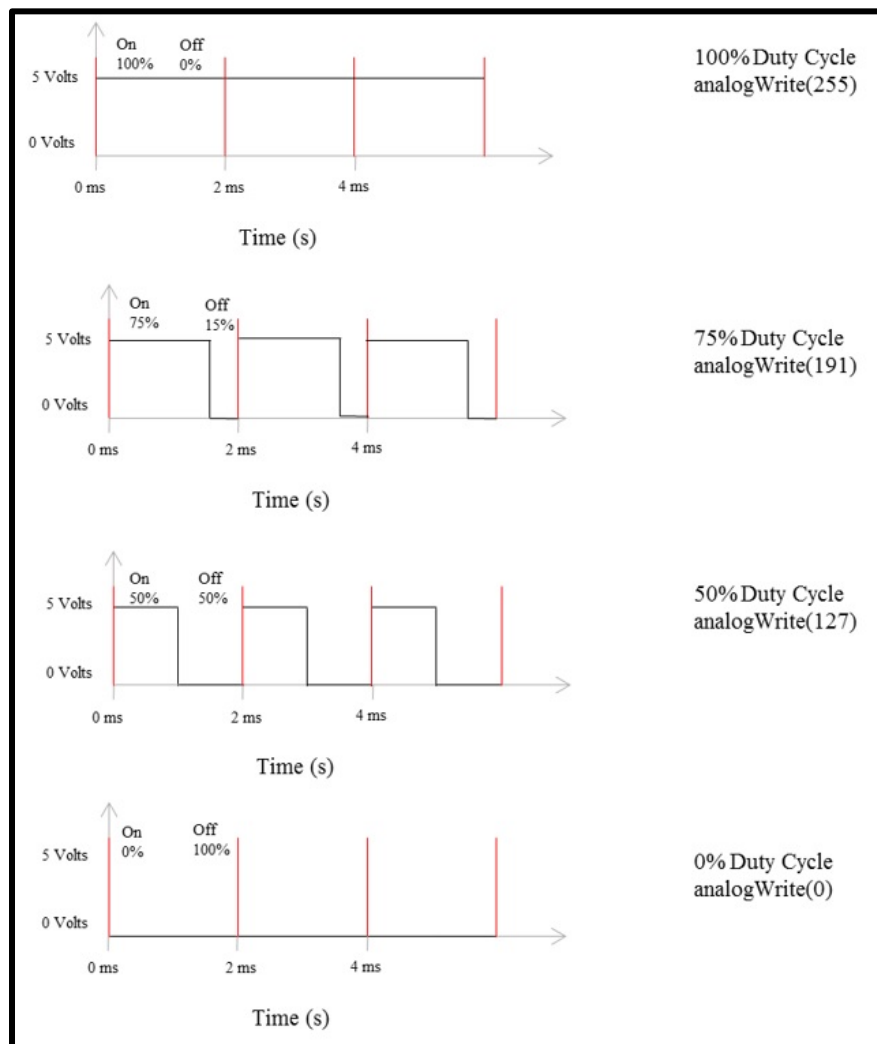 On Off
100% 0%
5 Volts
0 Volts
0 ms 2 ms 4 ms
Time (s)
100% Duty Cycle
analogWrite(255)
On Off
75% 15%
5 Volts
0 Volts
0 ms 2 ms 4 ms
Time (s)
75% Duty Cycle
analogWrite(191)
On Off
50% 50%
5 Volts
0 Volts
0 ms 2 ms 4 ms
Time (s)
50% Duty Cycle
analogWrite(127)
On Off
0% 100%
5 Volts
0 Volts
0 ms 2 ms 4 ms
Time (s)
0% Duty Cycle
analogWrite(0)